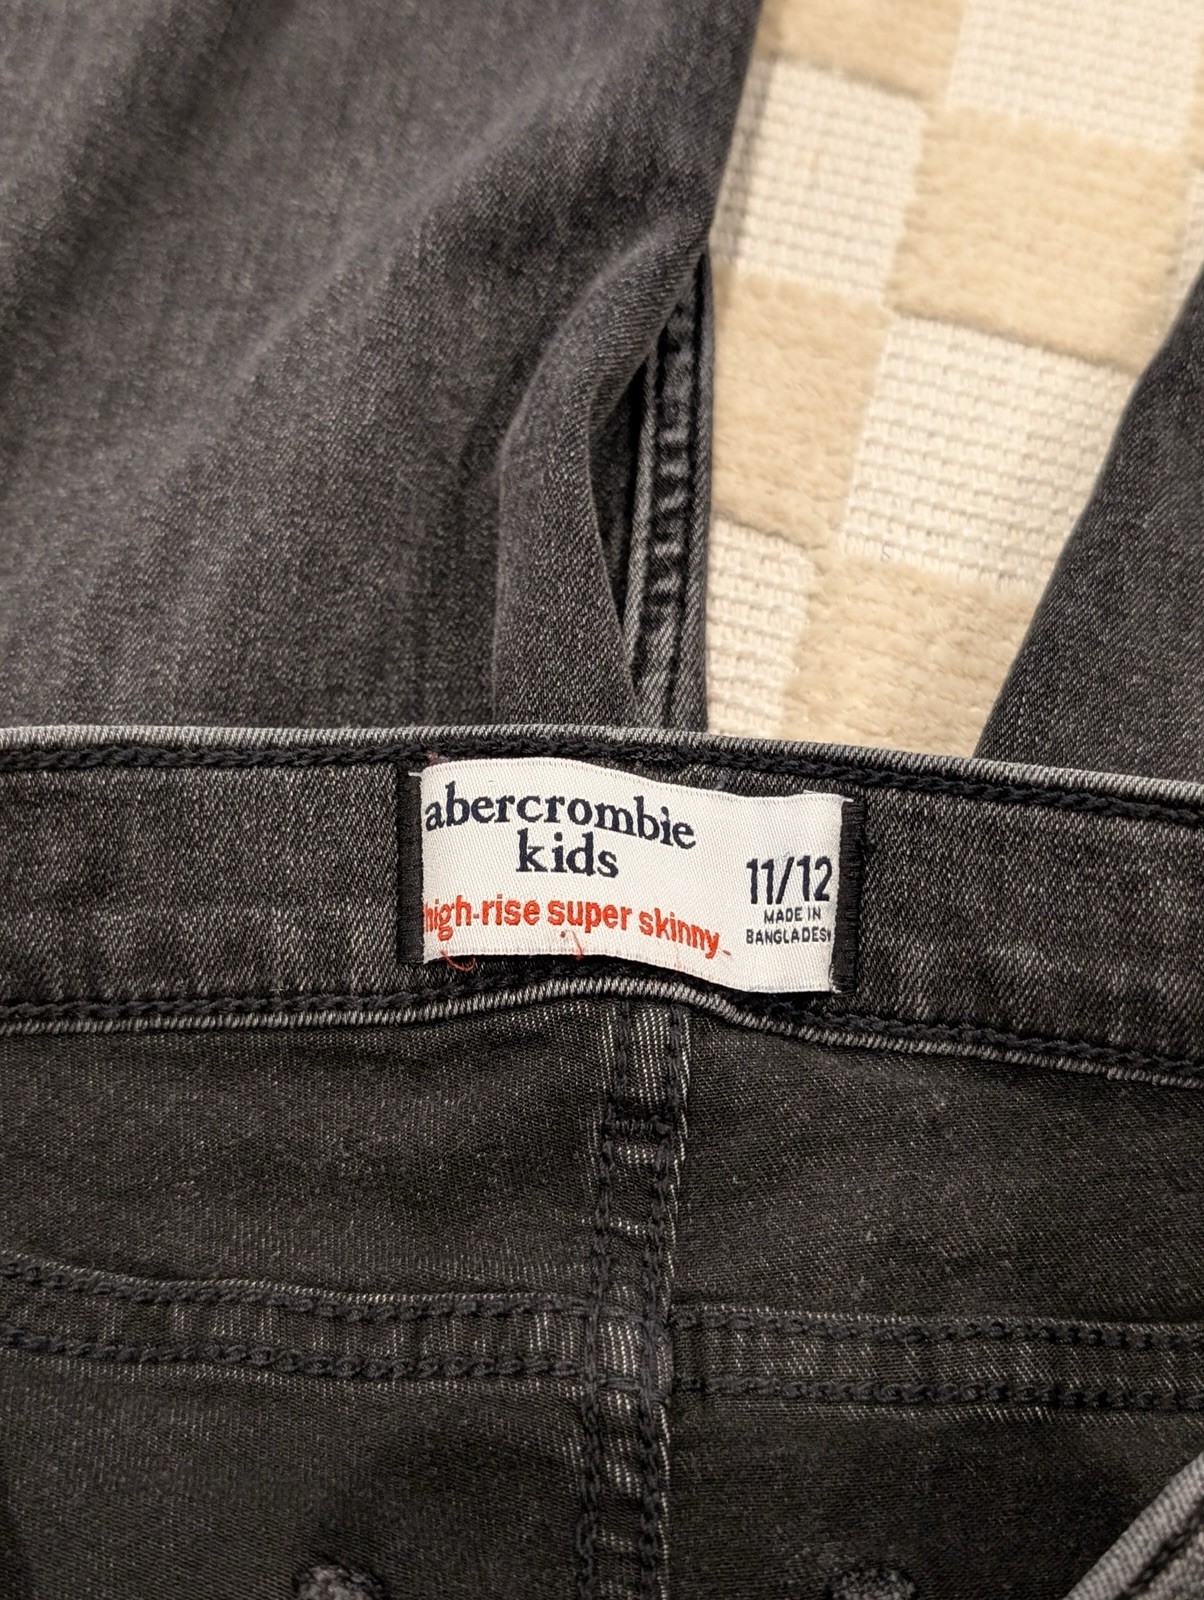 abercrombie
kids
high-rise super skinny
11/12
MADE IN
BANGLADESH